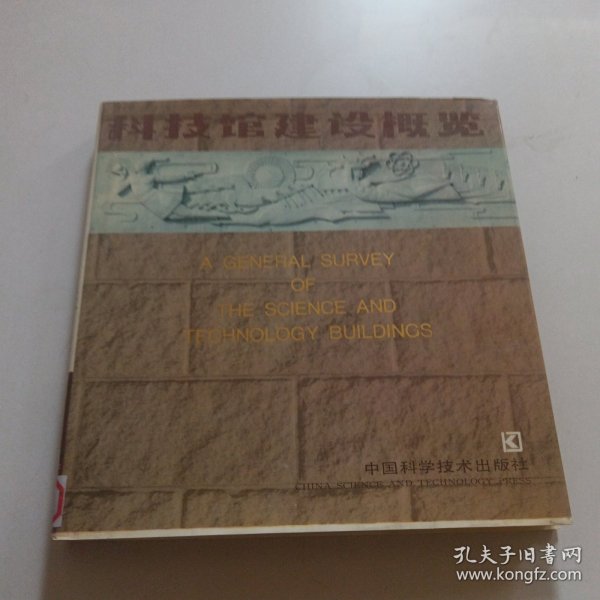 科技馆建设概览
A GENERAL SURVEY
OF
THE SCIENCE AND
TECHNOLOGY BUILDINGS
中国科学技术出版社
CHINA SCIENCE AND TECHNOLOGY PRESS
孔夫子旧书网
www.kongfz.com